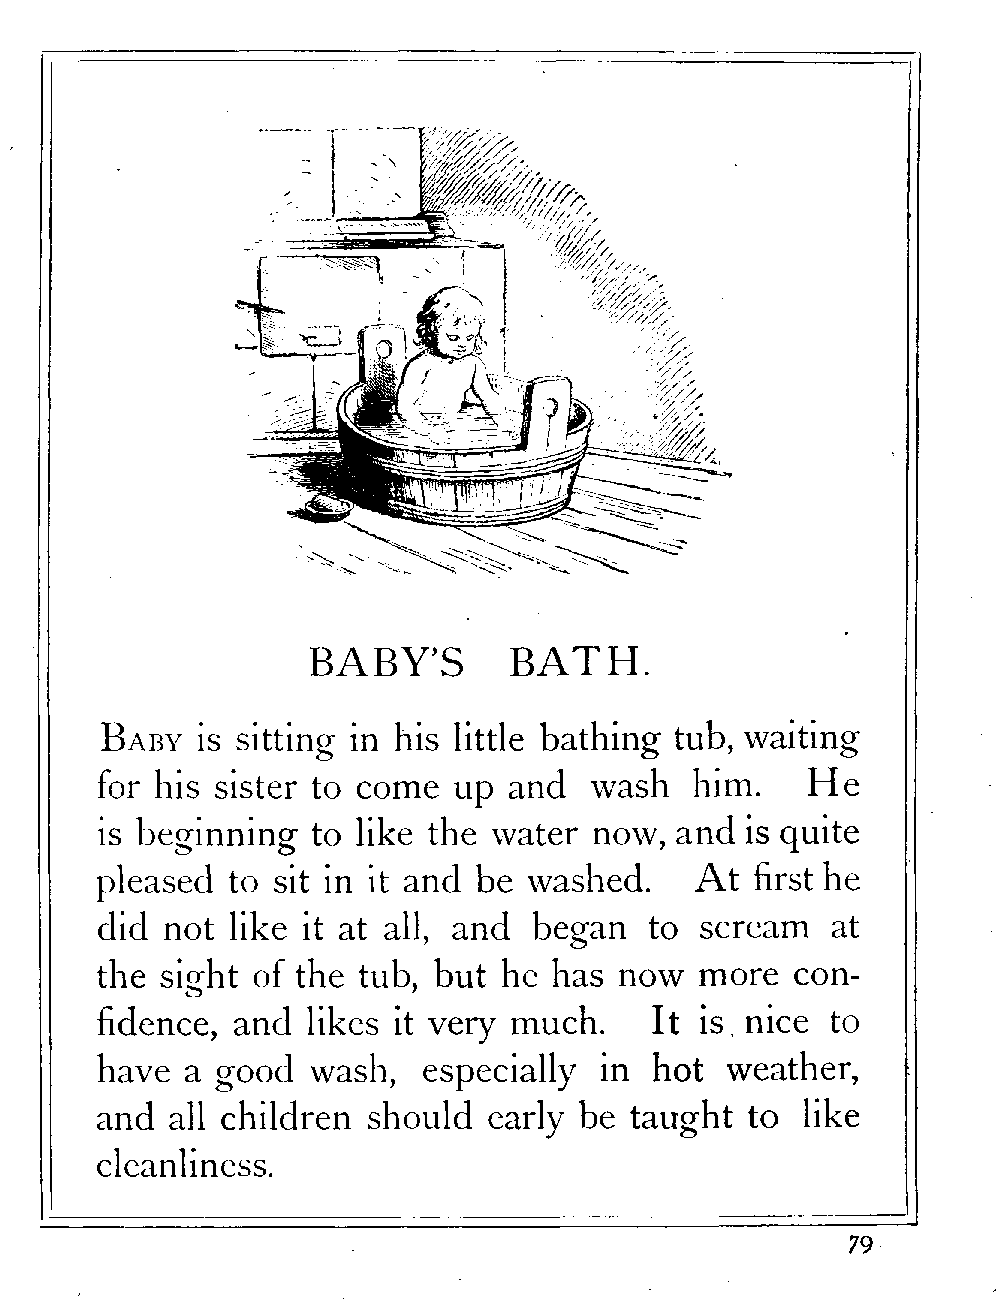 BABY'S BATH.
BABY is sitting in his little bathing tub, waiting
for his sister to come up and wash him. He
is beginning to like the water now, and is quite
pleased to sit in it and be washed. At first he
did not like it at all, and began to scream at
the sight of the tub, but he has now more con-
fidence, and likes it very much. It is nice to
have a good wash, especially in hot weather,
and all children should early be taught to like
cleanliness.
79